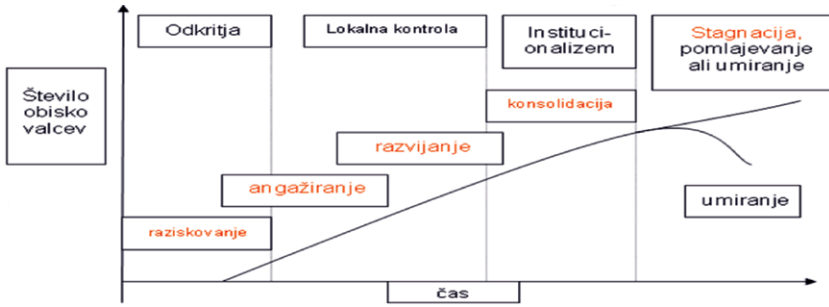 Odkritja
Lokalna kontrola
Instituci-
onalizem
Stagnacija,
pomlajevanje
ali umiranje
Število
obisko
valcev
konsolidacija
razvijanje
angažiranje
raziskovanje
umiranje
čas